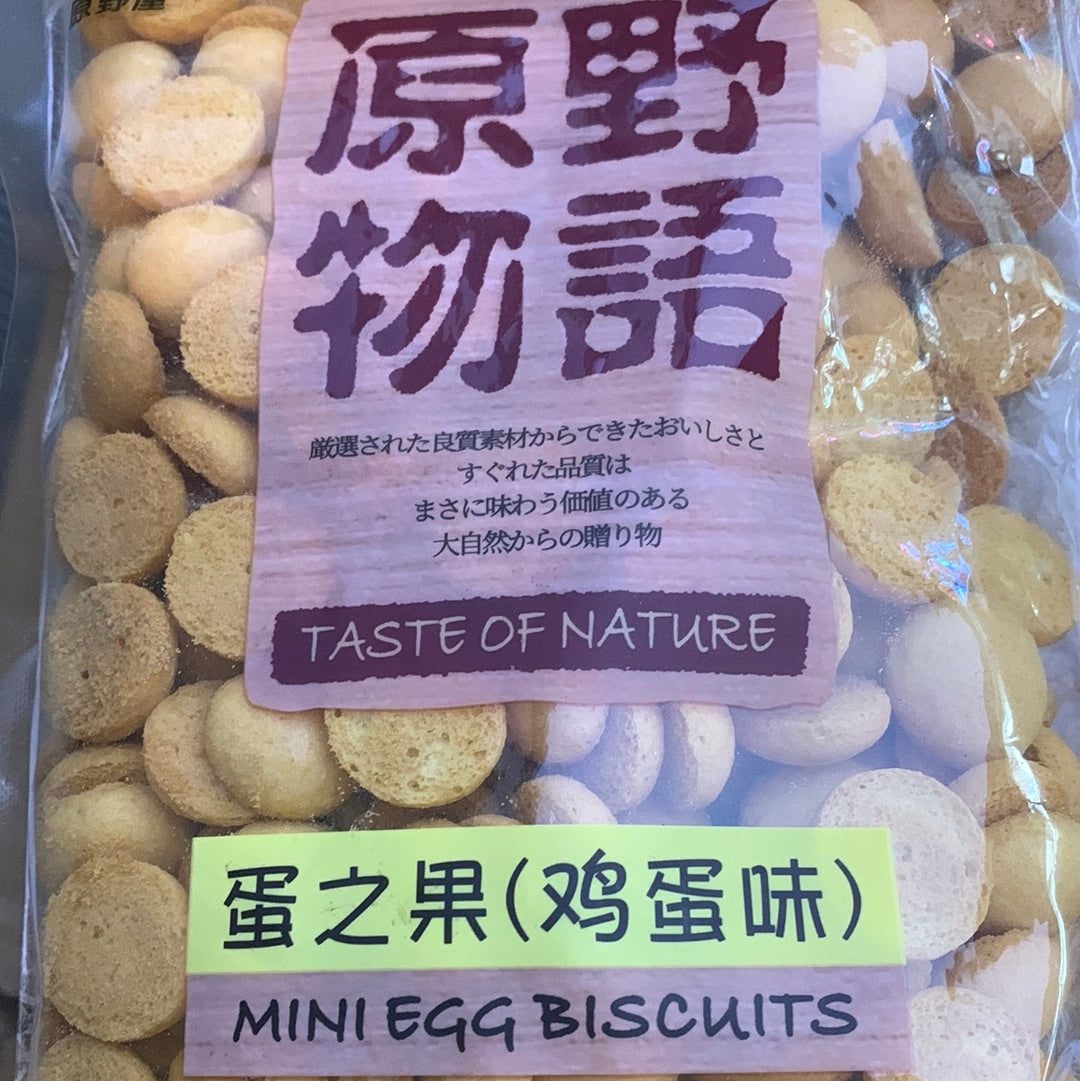 原野屋
原野
物語
厳選された良質素材からできたおいしさと
すぐれた品質は
まさに味わう価値のある
大自然からの贈り物
TASTE OF NATURE
蛋之果(鸡蛋味)
MINI EGG BISCUITS